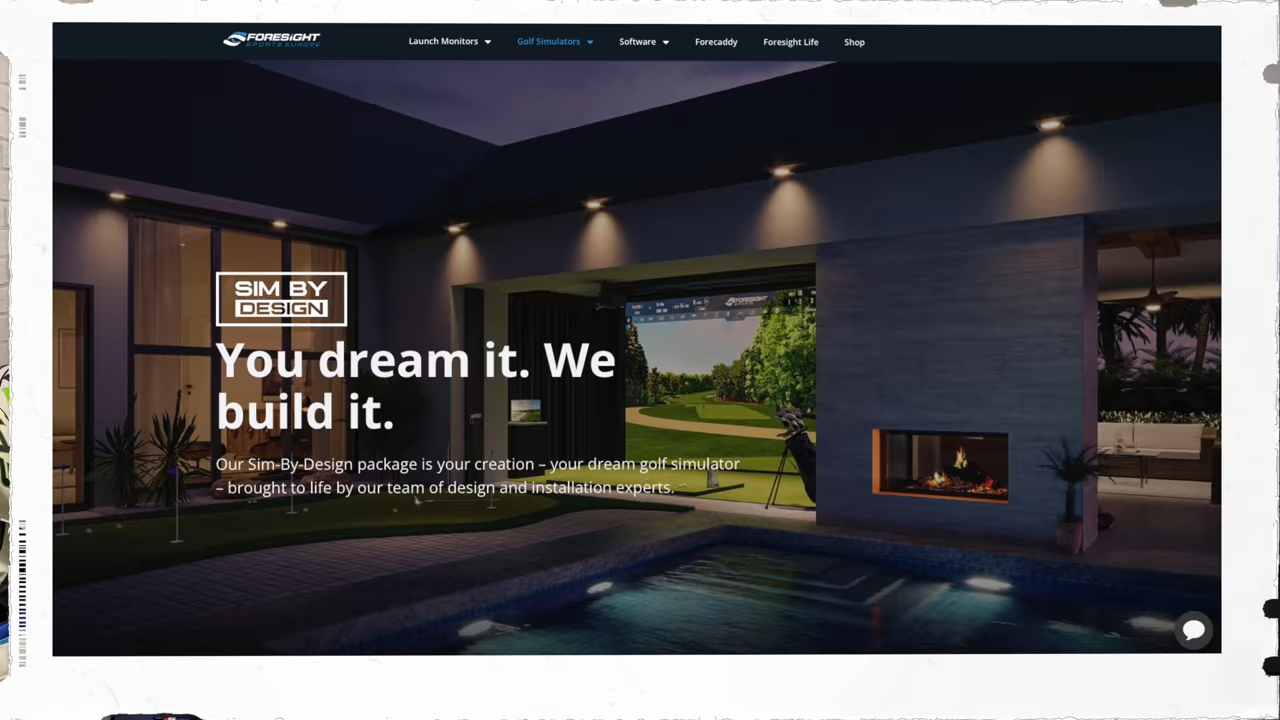 FORESIGHT
SPORTS EUROPE
Launch Monitors
Golf Simulators
Software
Forecaddy
Foresight Life
Shop
FORESIGHT
SIM BY
DESIGN
You dream it. We
build it.
Our Sim-By-Design package is your creation – your dream golf simulator
– brought to life by our team of design and installation experts.